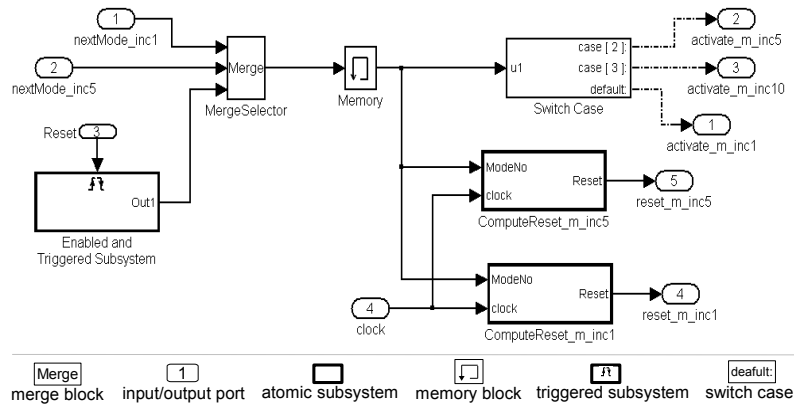 1
nextMode_inc1
2
nextMode_inc5
Merge
MergeSelector
Memory
u1
case [ 2 ]:
case [ 3 ]:
default:
Switch Case
2
activate_m_inc5
3
activate_m_inc10
1
activate_m_inc1
Reset
3
Out1
Enabled and
Triggered Subsystem
ModeNo
clock
Reset
ComputeReset_m_inc5
5
reset_m_inc5
4
clock
ModeNo
clock
Reset
ComputeReset_m_inc1
4
reset_m_inc1
Merge
merge block
1
input/output port
atomic subsystem
memory block
triggered subsystem
deafult:
switch case